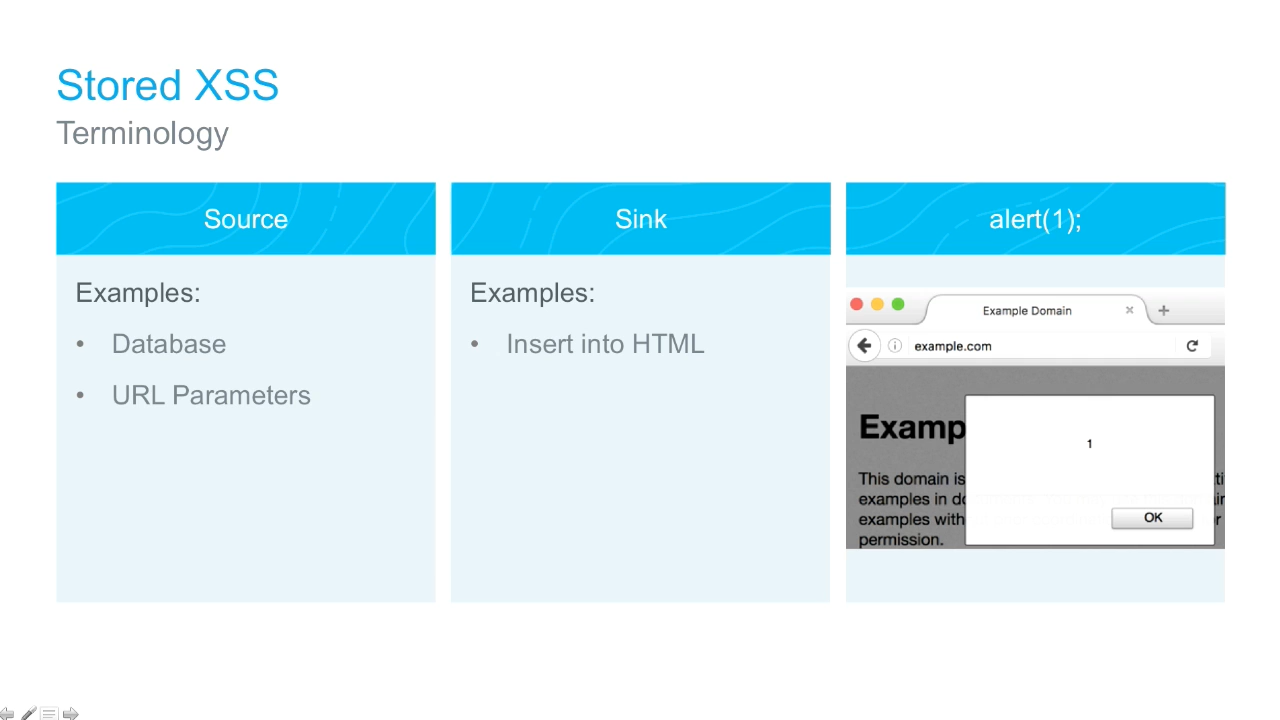 Stored XSS
Terminology
Source
Examples:
• Database
• URL Parameters
Sink
Examples:
• Insert into HTML
alert(1);
Example Domain
example.com
Examp
This domain is
examples in do
examples with
permission.
1
OK